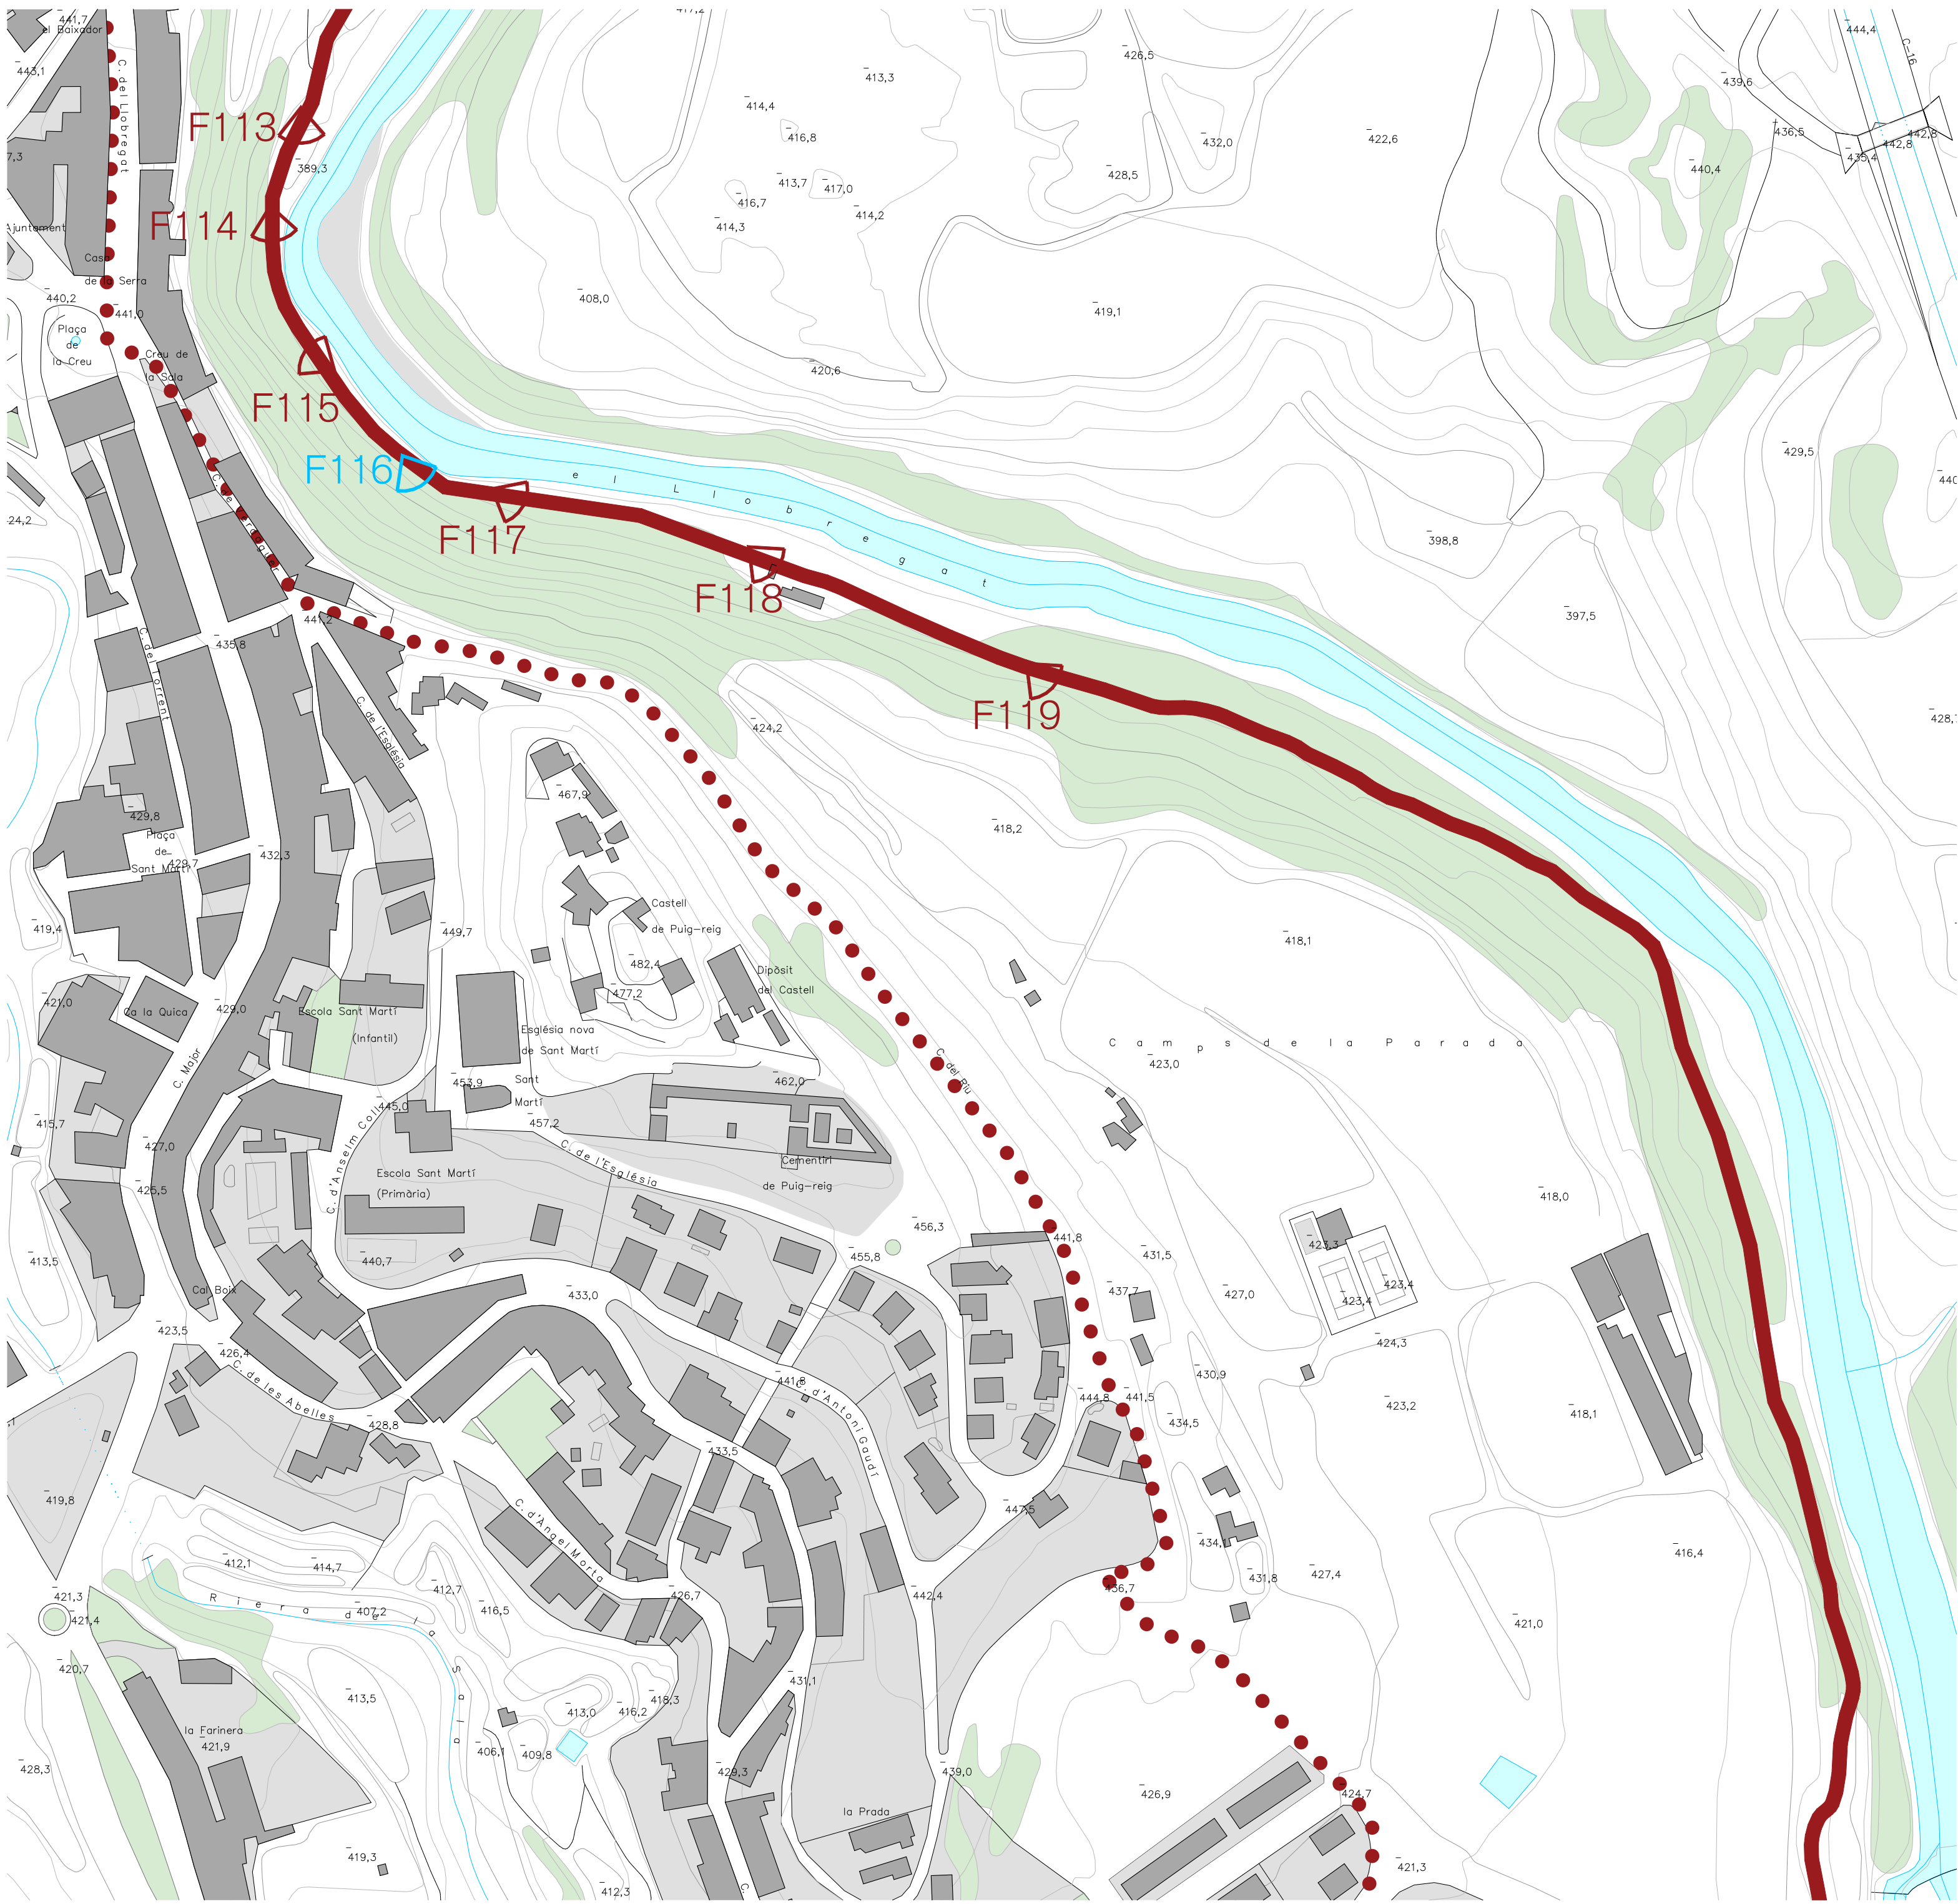 441,7
el Baixador
443,1
C. del Llobregat
F113
389,3
F114
Ajuntament
Casa
de la Serra
440,2
441,0
Plaça
de
la Creu
Creu de
la Sala
F115
F116
F117
F118
F119
el Llobregat
413,3
414,4
416,8
413,7
417,0
416,7
414,3
414,2
408,0
420,6
426,5
432,0
428,5
422,6
419,1
444,4
C-16
439,6
436,5
442,8
442,8
435,4
440,4
429,5
398,8
397,5
C. de Verdaguer
441,2
435,8
C. del Torrent
C. de l'Església
424,2
418,2
467,9
429,8
Plaça
de
Sant Martí
429,7
432,3
419,4
449,7
Castell
de Puig-reig
482,4
477,2
Dipòsit
del Castell
418,1
421,0
Ca la Quica
429,0
Escola Sant Martí
(Infantil)
Església nova
de Sant Martí
C. del Riu
Camps de la Parada
423,0
C. Major
453,9
Sant
Martí
462,0
445,0
457,2
415,7
427,0
C. d'Anselm Coll
C. de l'Església
Cementiri
de Puig-reig
Escola Sant Martí
(Primària)
425,5
418,0
413,5
440,7
456,3
455,8
441,8
431,5
423,3
423,4
423,4
Cal Boix
433,0
437,7
427,0
423,5
426,4
424,3
C. de les Abelles
441,8
C. d'Antoni Gaudí
430,9
444,8
441,5
434,5
423,2
418,1
428,8
433,5
419,8
C. d'Àngel Morta
447,5
416,4
412,1
414,7
412,7
431,8
427,4
421,3
421,4
Riera de la Sala
407,2
416,5
426,7
442,4
436,7
421,0
420,7
413,5
431,1
418,3
416,2
413,0
la Farinera
421,9
406,1
409,8
428,3
429,3
439,0
426,9
424,7
la Prada
419,3
421,3
412,3